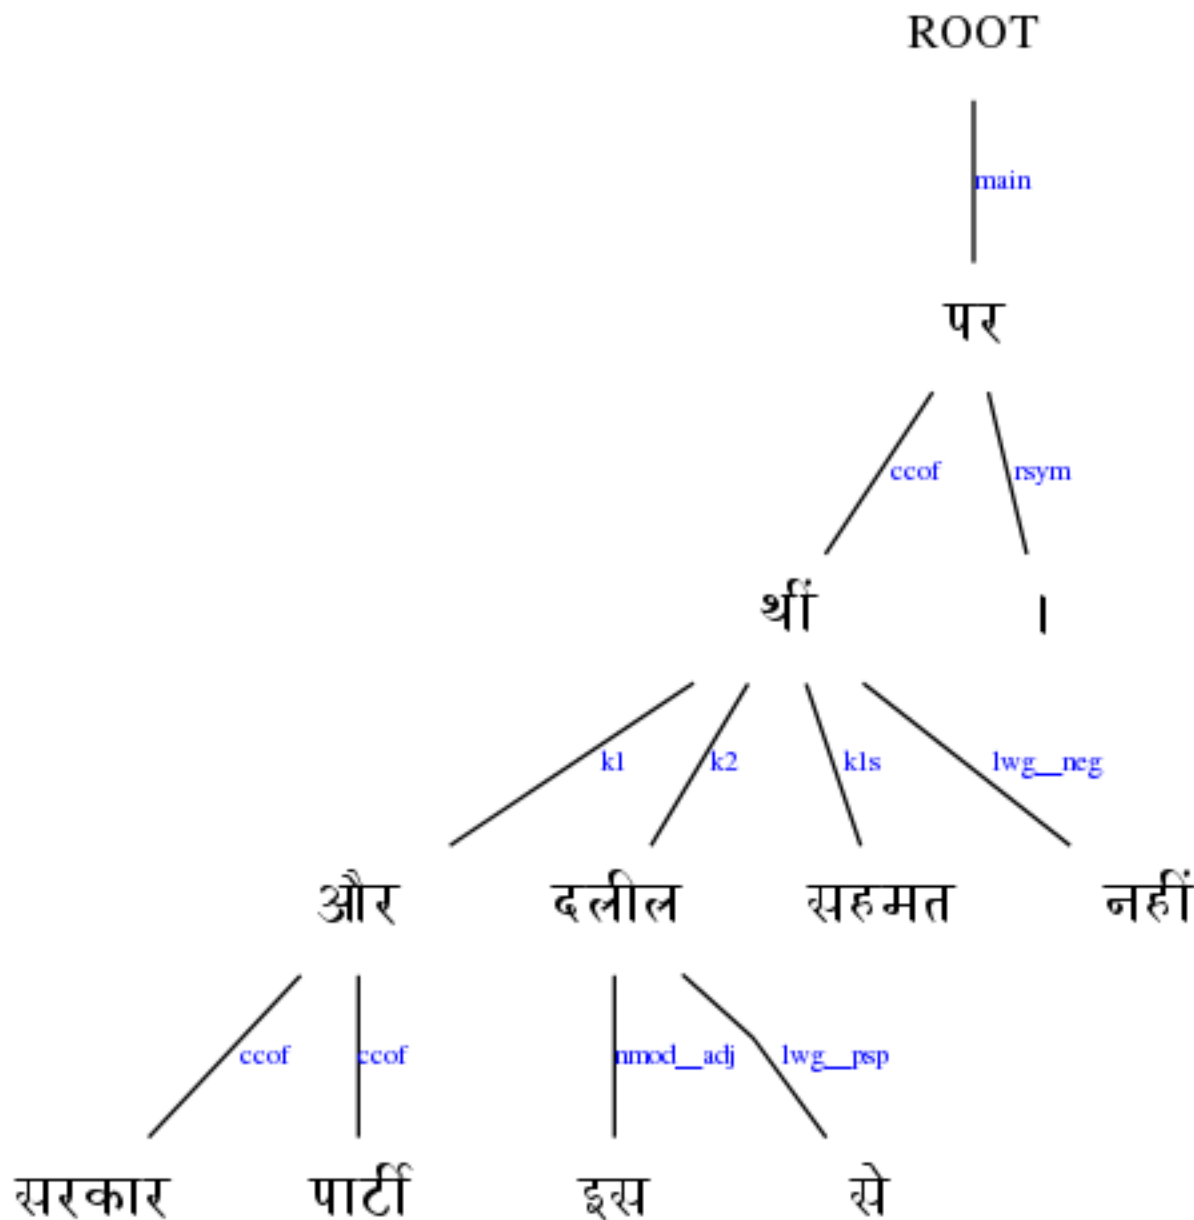 ROOT
main
पर
ccof rsym
थीं ।
k1 k2 k1s lwg__neg
और दलील सहमत नहीं
ccof ccof nmod__adj lwg__psp
सरकार पार्टी इस से